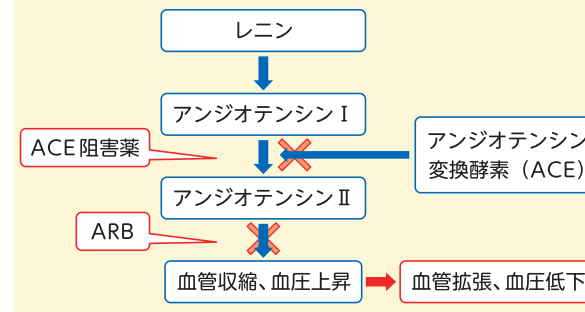 レニン
アンジオテンシンⅠ
ACE阻害薬
アンジオテンシン
変換酵素（ACE）
アンジオテンシンⅡ
ARB
血管収縮、血圧上昇
血管拡張、血圧低下